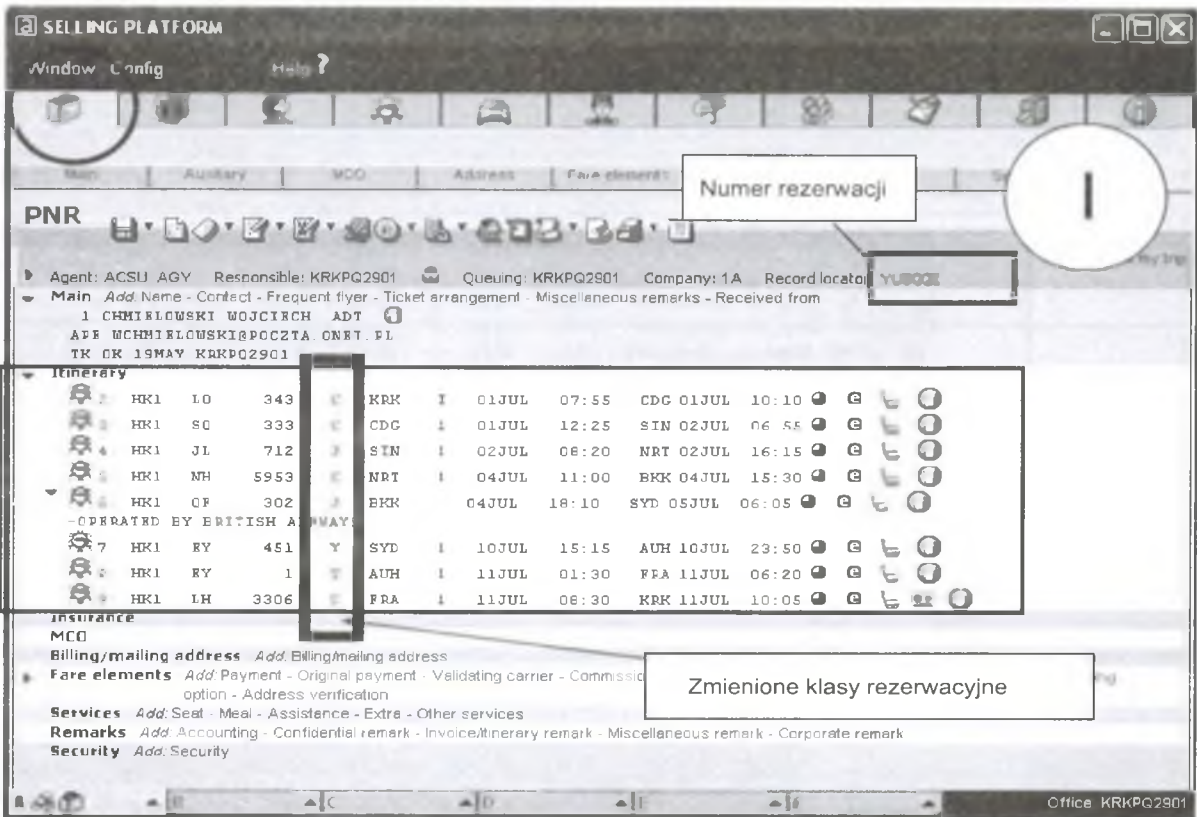 SELLING PLATFORM
Window Config Help ?
Main Auxiliary MCO Address Fare elements
Numer rezerwacji
I
PNR
my trip
Agent: ACSU AGY Responsible: KRKPQ2901 Queuing: KRKPQ2901 Company: 1A Record locator
Main Add: Name - Contact - Frequent flyer - Ticket arrangement - Miscellaneous remarks - Received from
1 CHMIELOWSKI WOJCIECH ADT
APE WCHMIELOWSKI@POCZTA.ONET.PL
TK OK 19MAY KRKPQ2901
Itinerary
HK1 LO 343 C KRK I 01JUL 07:55 CDG 01JUL 10:10
HK1 SQ 333 C CDG 01JUL 12:25 SIN 02JUL 06:55
4 HK1 JL 712 J SIN 02JUL 08:20 NRT 02JUL 16:15
HK1 NH 5953 C NRT 04JUL 11:00 BKK 04JUL 15:30
HK1 QF 302 J BKK 04JUL 18:10 SYD 05JUL 06:05
-OPERATED BY BRITISH AIRWAYS
7 HK1 EY 451 Y SYD 10JUL 15:15 AUH 10JUL 23:50
HK1 EY 1 AUH 11JUL 01:30 FRA 11JUL 06:20
HK1 LH 3306 FRA 11JUL 08:30 KRK 11JUL 10:05
Insurance
MCO
Billing/mailing address Add: Billing/mailing address
Fare elements Add: Payment - Original payment - Validating carrier - Commissio
option - Address verification
Zmienione klasy rezerwacyjne
Services Add: Seat - Meal - Assistance - Extra - Other services
Remarks Add: Accounting - Confidential remark - Invoice/itinerary remark - Miscellaneous remark - Corporate remark
Security Add: Security
B C D E Office KRKPQ2901